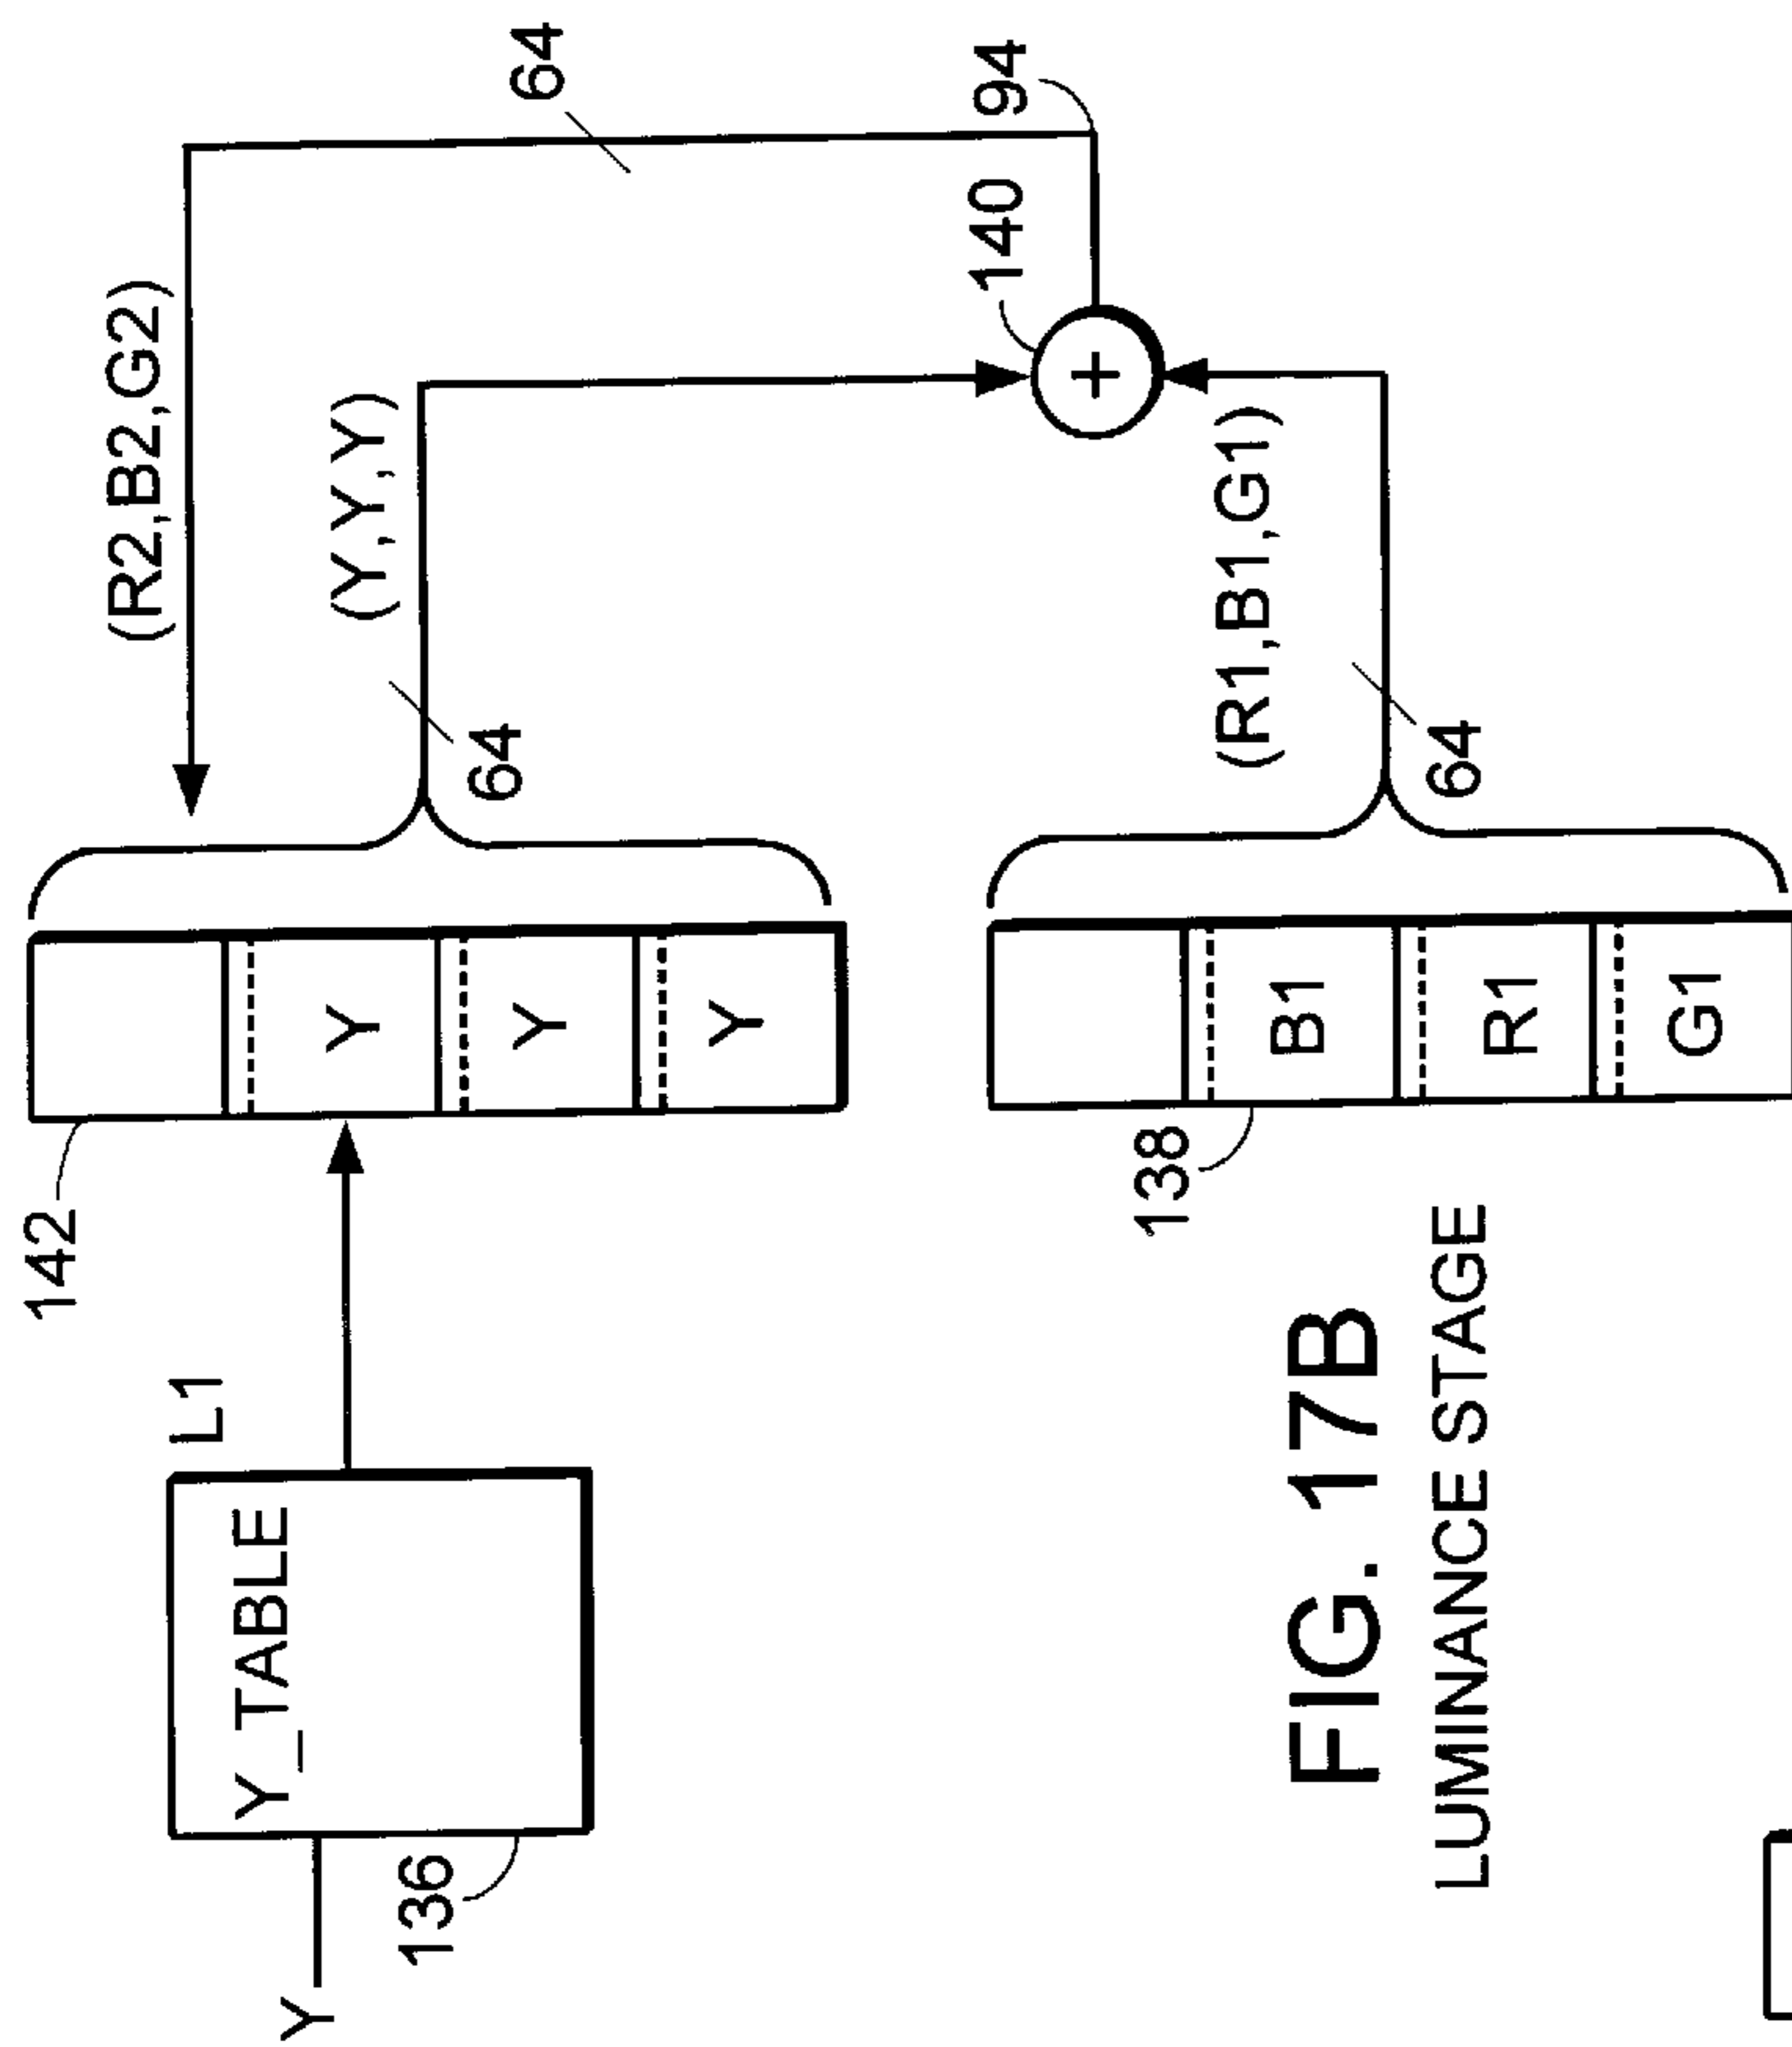 142
(R2,B2,G2)
L1
Y_TABLE
Y
Y
(Y,Y,Y)
136
64
64
Y
Y
140
94
+
138
(R1,B1,G1)
B1
FIG. 17B
LUMINANCE STAGE
64
R1
G1